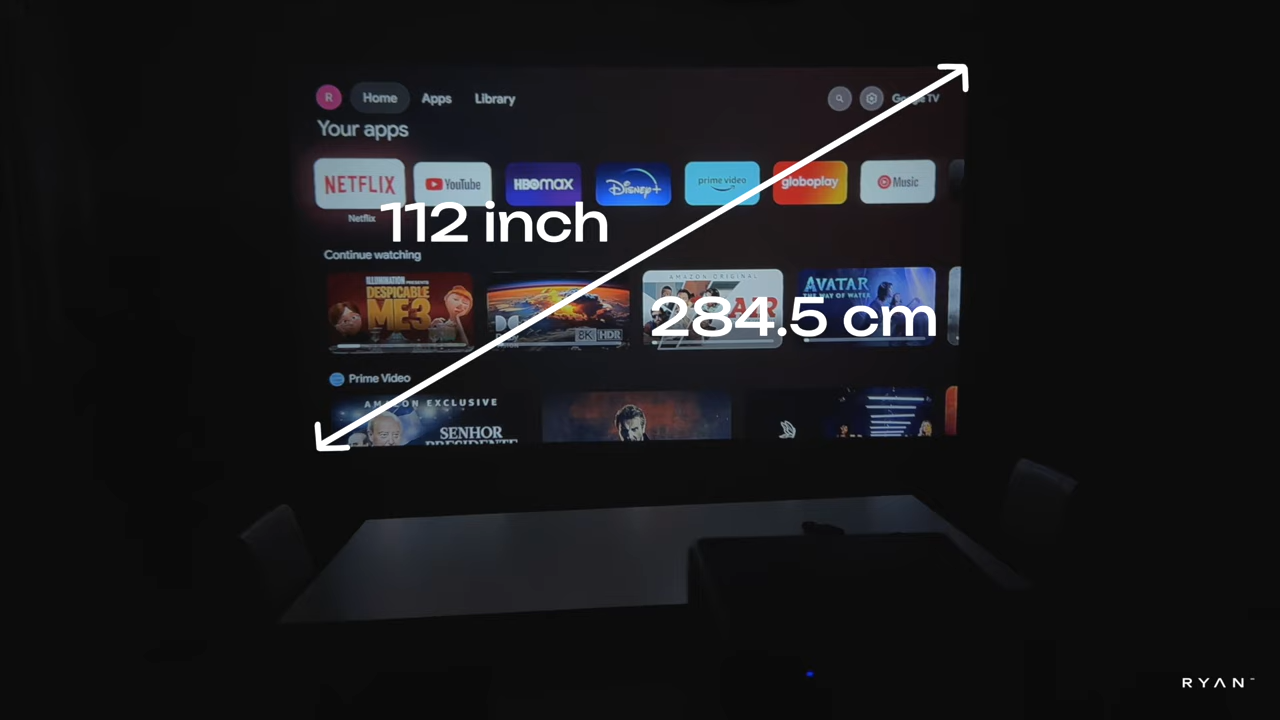 R Home Apps Library Google TV
Your apps
NETFLIX YouTube HBOMAX Disney+ prime video globoplay Music
Netflix
112 inch
Continue watching
ILLUMINATION PRESENTS
DESPICABLE
ME3
8K HDR
AMAZON ORIGINAL
AIR
AVATAR
THE WAY OF WATER
284.5 cm
Prime Video
AMAZON EXCLUSIVE
SENHOR
PRESIDENTE
RYAN™